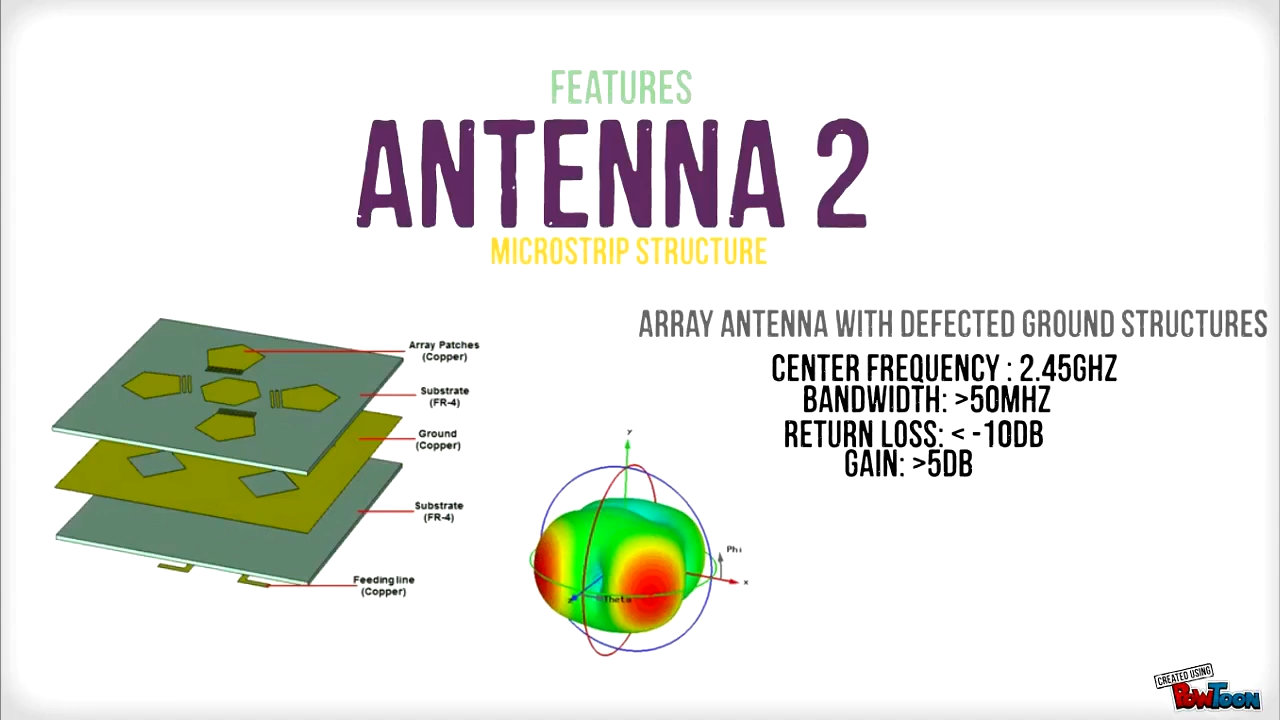 FEATURES
ANTENNA 2
MICROSTRIP STRUCTURE
ARRAY ANTENNA WITH DEFECTED GROUND STRUCTURES
CENTER FREQUENCY : 2.45GHZ
BANDWIDTH: >50MHZ
RETURN LOSS: < -10DB
GAIN: >5DB
Array Patches
(Copper)
Substrate
(FR-4)
Ground
(Copper)
Substrate
(FR-4)
Feeding line
(Copper)
y
Phi
x
z
Theta
CREATED USING
POWTOON